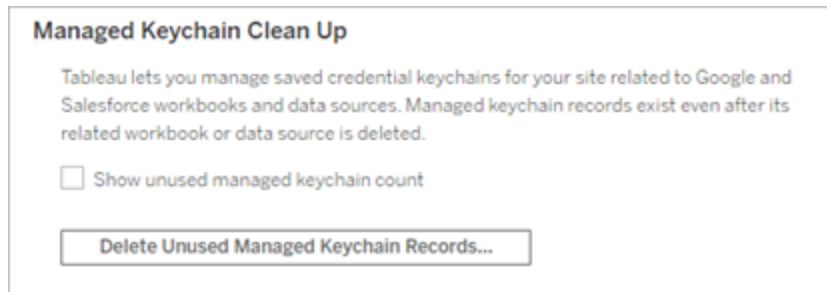 Managed Keychain Clean Up
Tableau lets you manage saved credential keychains for your site related to Google and
Salesforce workbooks and data sources. Managed keychain records exist even after its
related workbook or data source is deleted.
Show unused managed keychain count
Delete Unused Managed Keychain Records...